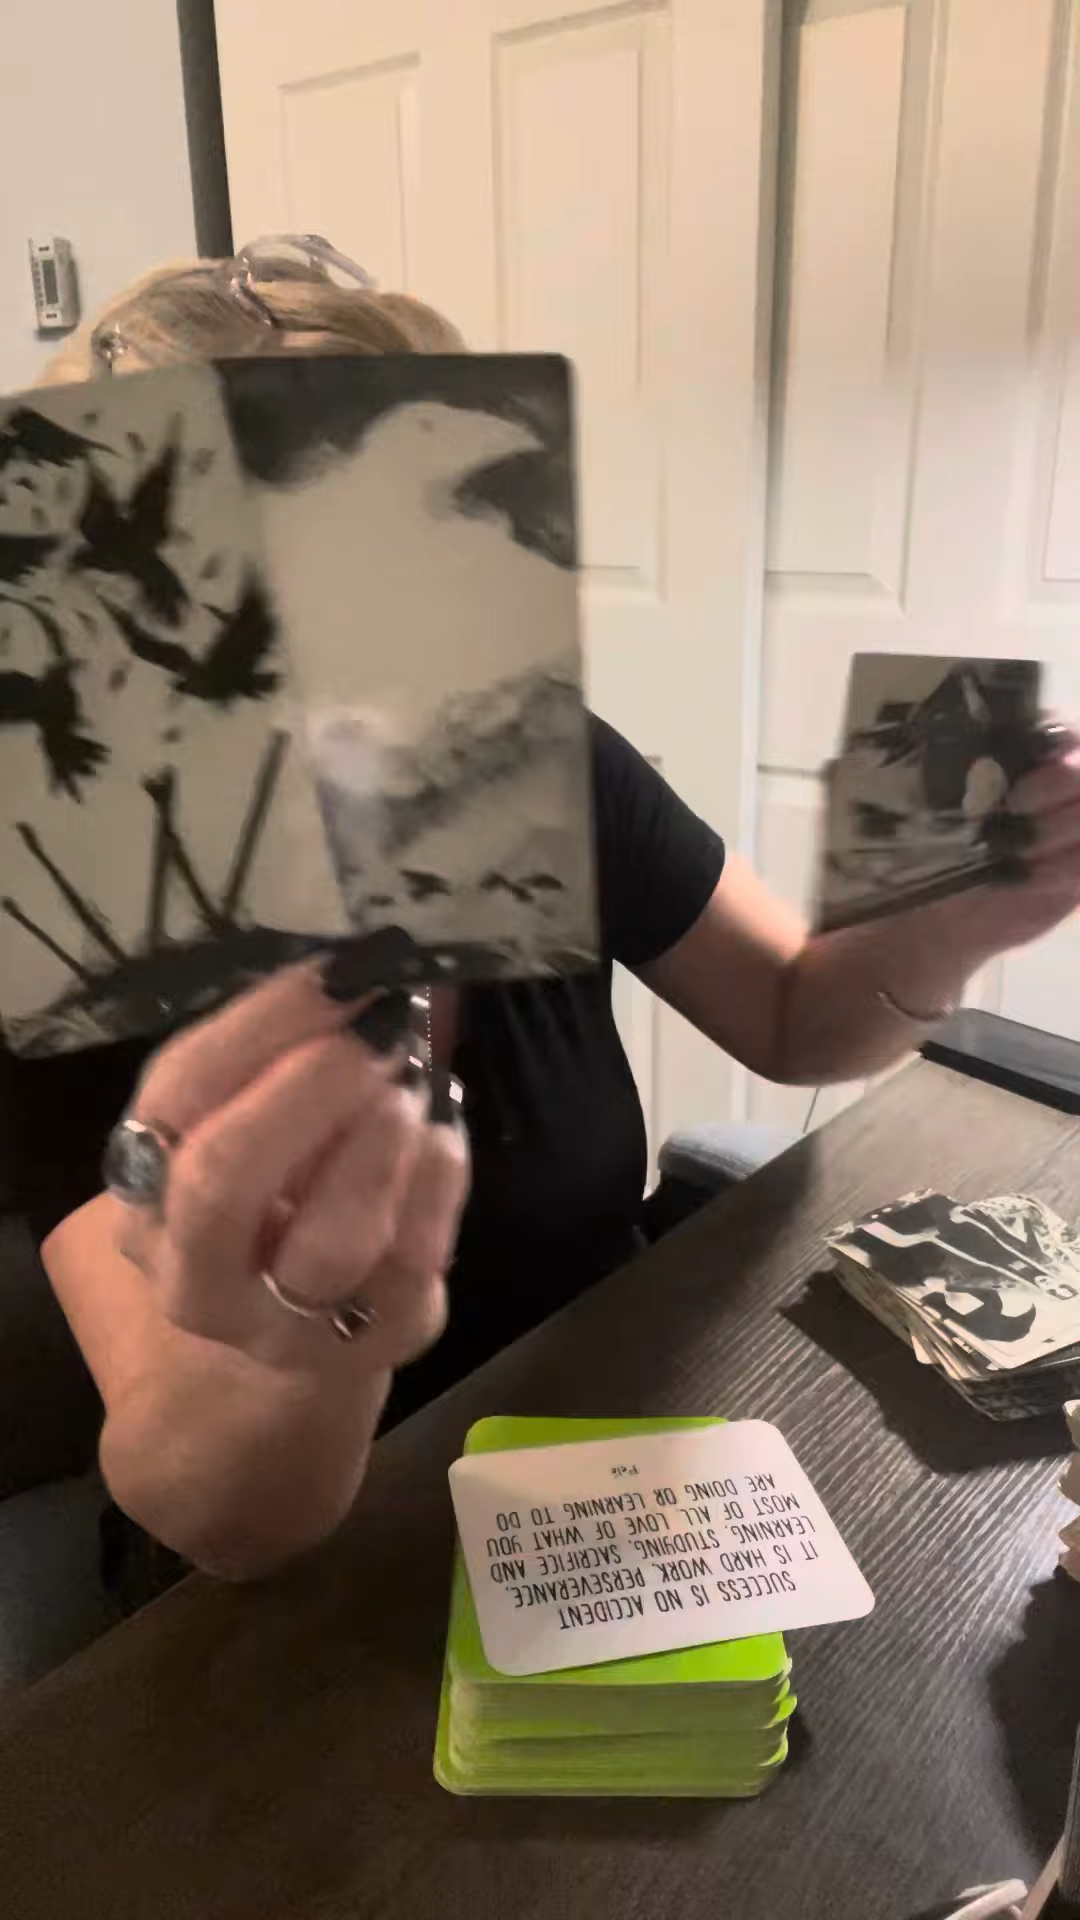 SUCCESS IS NO ACCIDENT
IT IS HARD WORK, PERSEVERANCE,
LEARNING, STUDYING, SACRIFICE AND
MOST OF ALL, LOVE OF WHAT YOU
ARE DOING OR LEARNING TO DO
Pelé